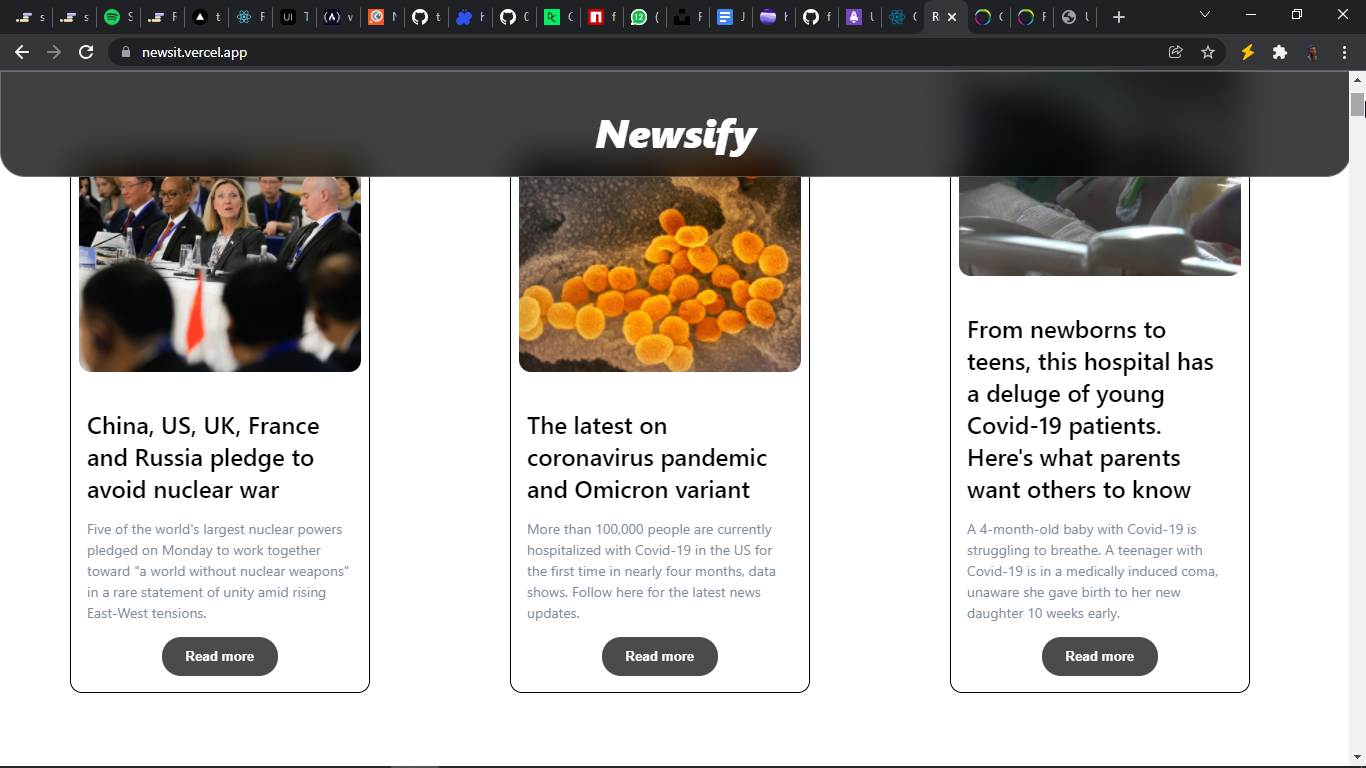 newsit.vercel.app
Newsify
China, US, UK, France
and Russia pledge to
avoid nuclear war
Five of the world's largest nuclear powers
pledged on Monday to work together
toward "a world without nuclear weapons"
in a rare statement of unity amid rising
East-West tensions.
Read more
The latest on
coronavirus pandemic
and Omicron variant
More than 100,000 people are currently
hospitalized with Covid-19 in the US for
the first time in nearly four months, data
shows. Follow here for the latest news
updates.
Read more
From newborns to
teens, this hospital has
a deluge of young
Covid-19 patients.
Here's what parents
want others to know
A 4-month-old baby with Covid-19 is
struggling to breathe. A teenager with
Covid-19 is in a medically induced coma,
unaware she gave birth to her new
daughter 10 weeks early.
Read more